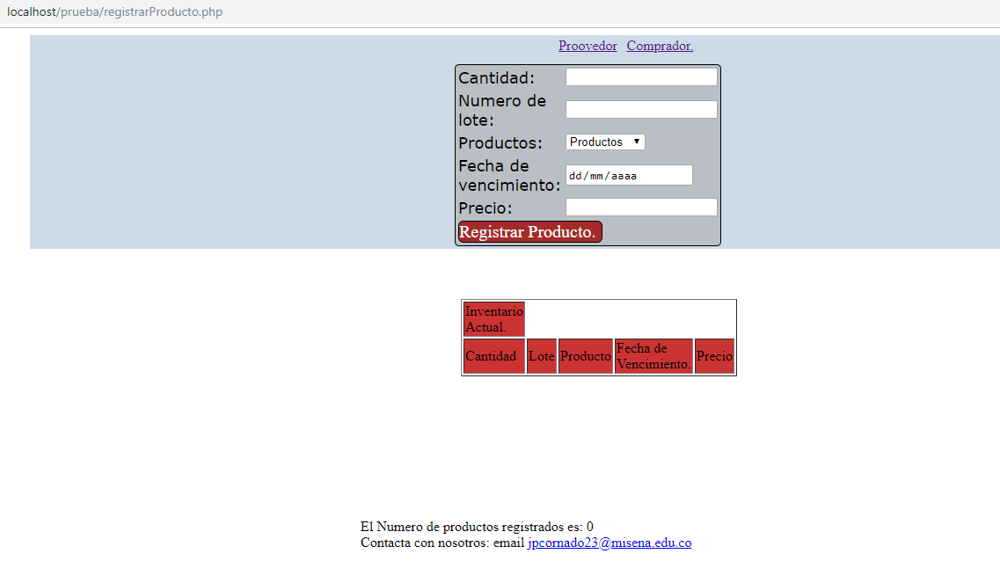 localhost/prueba/registrarProducto.php
Proovedor Comprador.
Cantidad:
Numero de
lote:
Productos: Productos
Fecha de
vencimiento: dd/mm/aaaa
Precio:
Registrar Producto.
Inventario
Actual.
Cantidad Lote Producto Fecha de
Vencimiento. Precio
El Numero de productos registrados es: 0
Contacta con nosotros: email jpcornado23@misena.edu.co